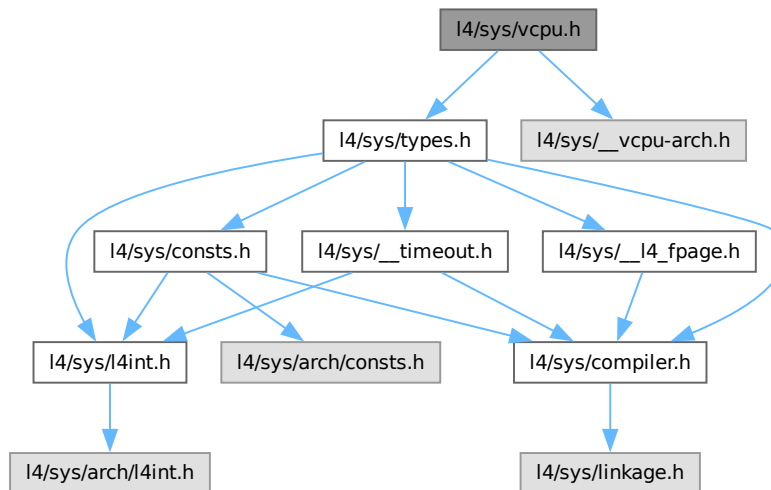 l4/sys/vcpu.h
l4/sys/types.h
l4/sys/__vcpu-arch.h
l4/sys/consts.h
l4/sys/__timeout.h
l4/sys/__l4_fpage.h
l4/sys/l4int.h
l4/sys/arch/consts.h
l4/sys/compiler.h
l4/sys/arch/l4int.h
l4/sys/linkage.h